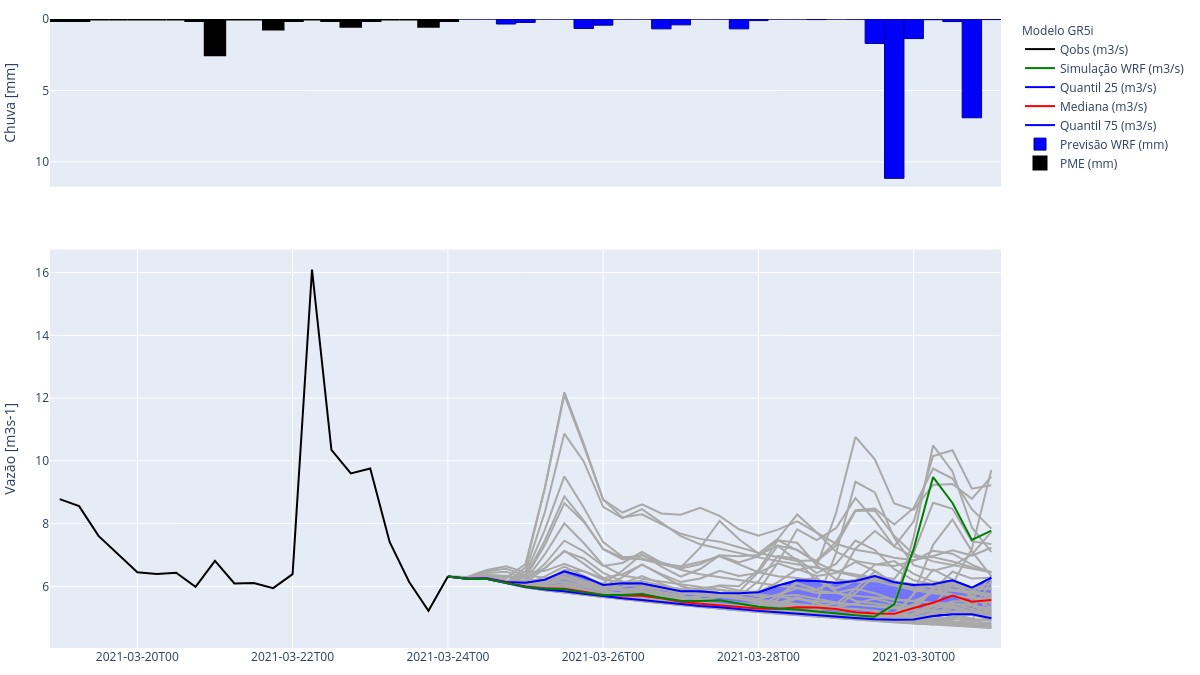 0
5
10
Chuva [mm]
Modelo GR5i
Qobs (m3/s)
Simulação WRF (m3/s)
Quantil 25 (m3/s)
Mediana (m3/s)
Quantil 75 (m3/s)
Previsão WRF (mm)
PME (mm)
16
14
12
10
8
6
Vazão [m3s-1]
2021-03-20T00 2021-03-22T00 2021-03-24T00 2021-03-26T00 2021-03-28T00 2021-03-30T00